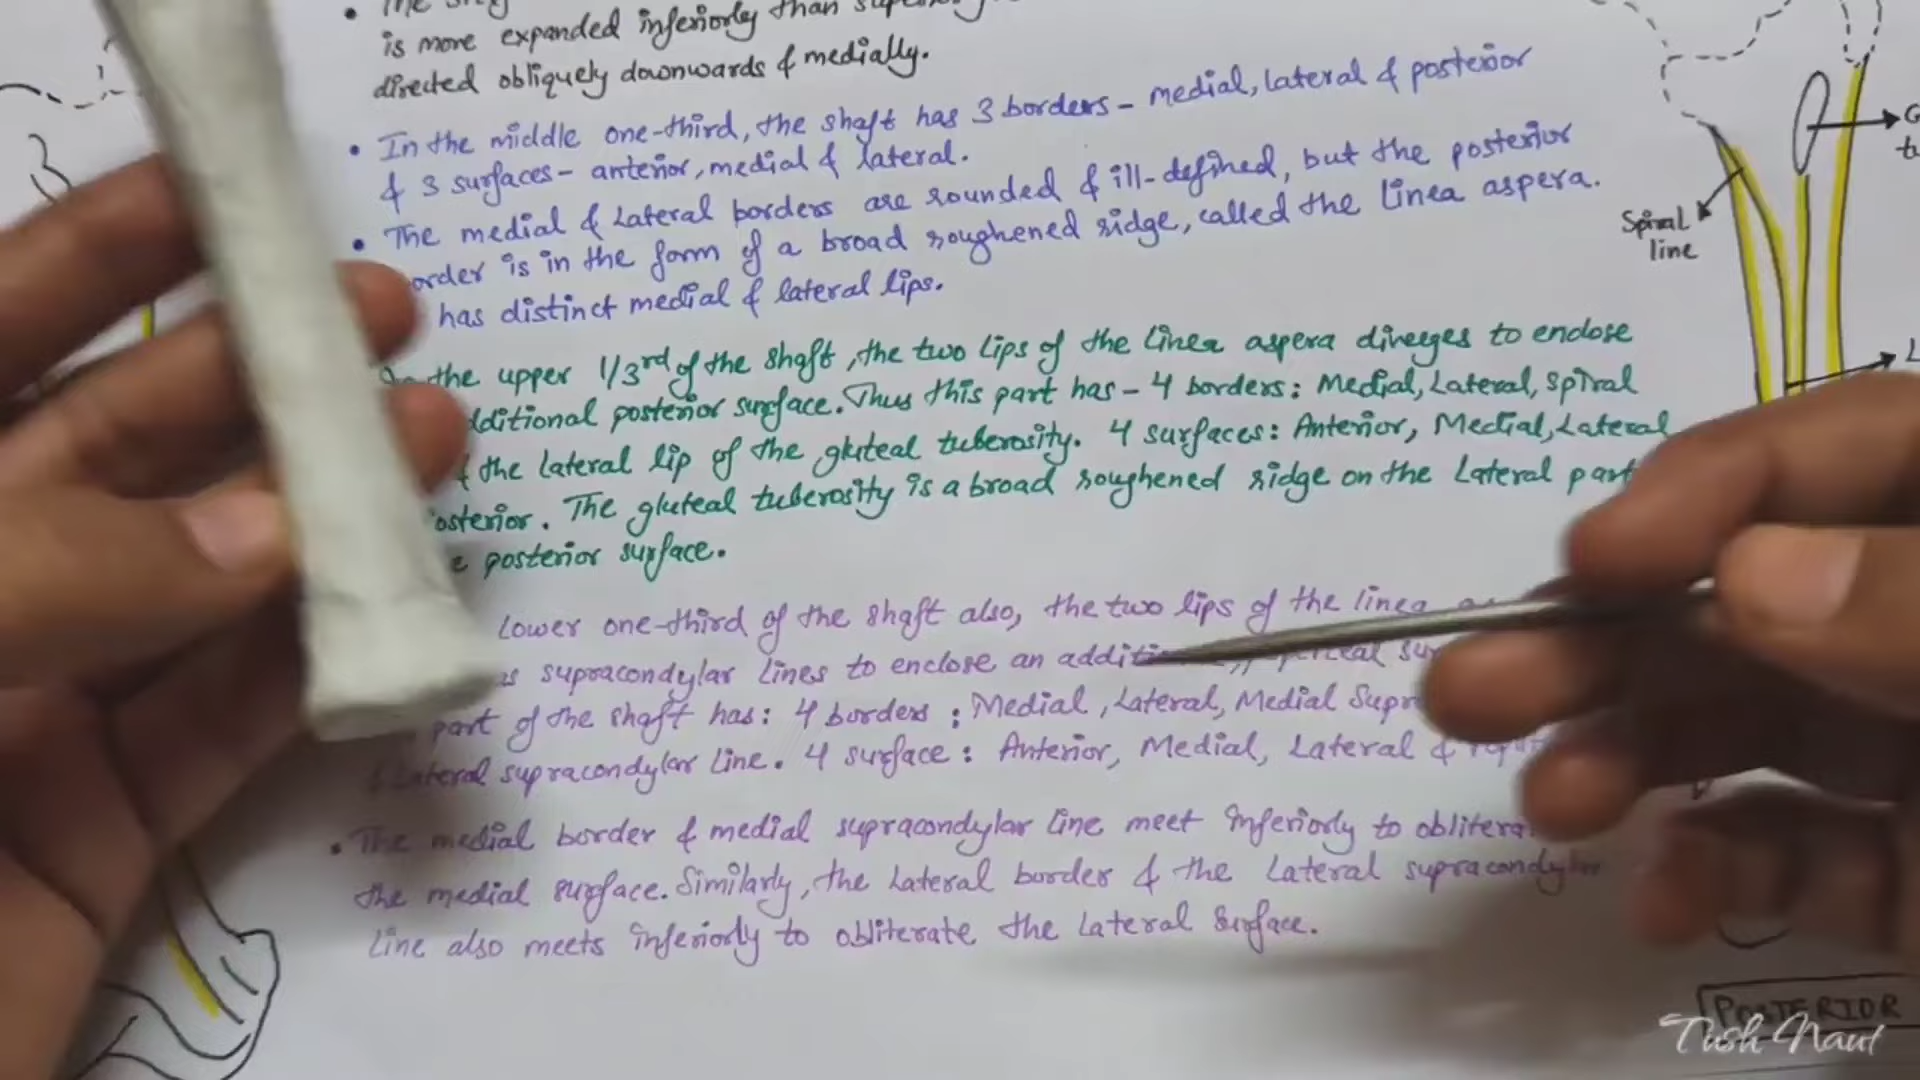 is more expanded inferiorly than
directed obliquely downwards & medially.
• In the middle one-third, the shaft has 3 borders - medial, lateral & posterior
& 3 surfaces - anterior, medial & lateral.
• The medial & Lateral borders are rounded & ill-defined, but the posterior
order is in the form of a broad roughened ridge, called the Linea aspera.
has distinct medial & lateral lips.
the upper 1/3rd of the shaft, the two Lips of the Linea aspera diverges to enclose
dditional posterior surface. Thus this part has - 4 borders: Medial, Lateral, spiral
& the Lateral lip of the gluteal tuberosity. 4 surfaces: Anterior, Medial, Lateral
osterior. The gluteal tuberosity is a broad roughened ridge on the Lateral part
e posterior surface.
Lower one-third of the shaft also, the two lips of the linea
as supracondylar Lines to enclose an additi
part of the shaft has: 4 borders: Medial, Lateral, Medial Supr
& Lateral supracondylar Line. 4 surface: Anterior, Medial, Lateral &
• The medial border & medial supracondylar Line meet inferiorly to oblitera
the medial surface. Similarly, the Lateral border & the Lateral supracondylar
Line also meets inferiorly to obliterate the Lateral Surface.
Spiral
line
G
tu
L
POSTERIOR
Tush Naut